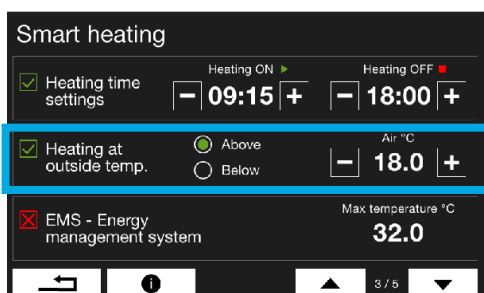 Smart heating
Heating time
settings
Heating ON
− 09:15 +
Heating OFF
− 18:00 +
Heating at
outside temp.
Above
Below
Air °C
− 18.0 +
EMS - Energy
management system
Max temperature °C
32.0
3/5